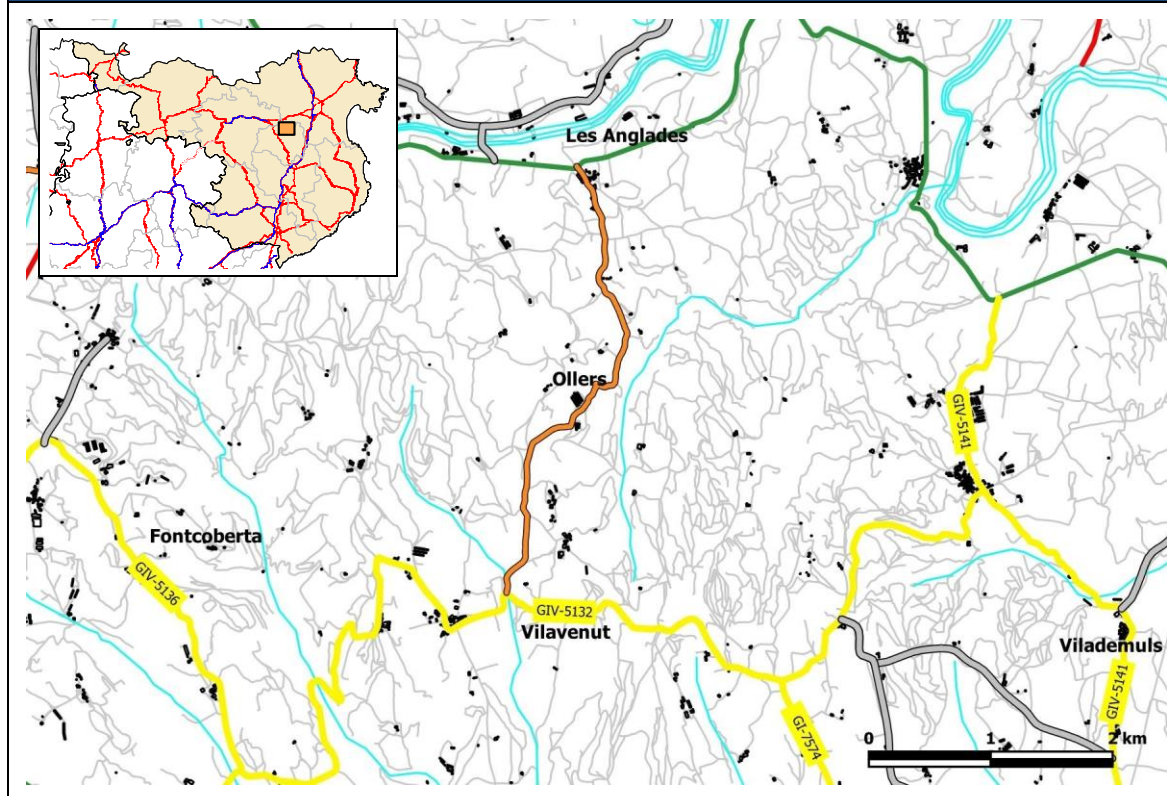 Les Anglades
Ollers
GIV-5141
Fontcoberta
GIV-5136
GIV-5132
Vilavenut
Vilademuls
GIV-5141
GI-7574
0 1 2 km